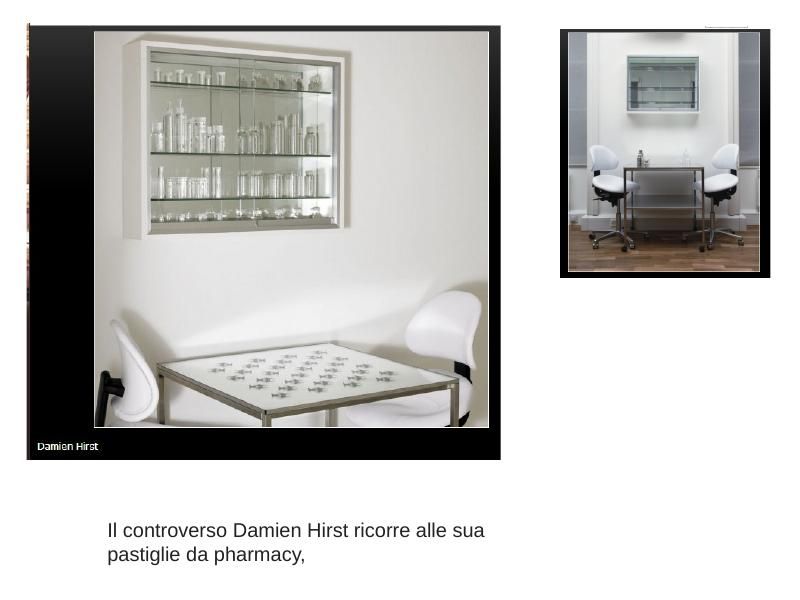 Damien Hirst
Il controverso Damien Hirst ricorre alle sua
pastiglie da pharmacy,